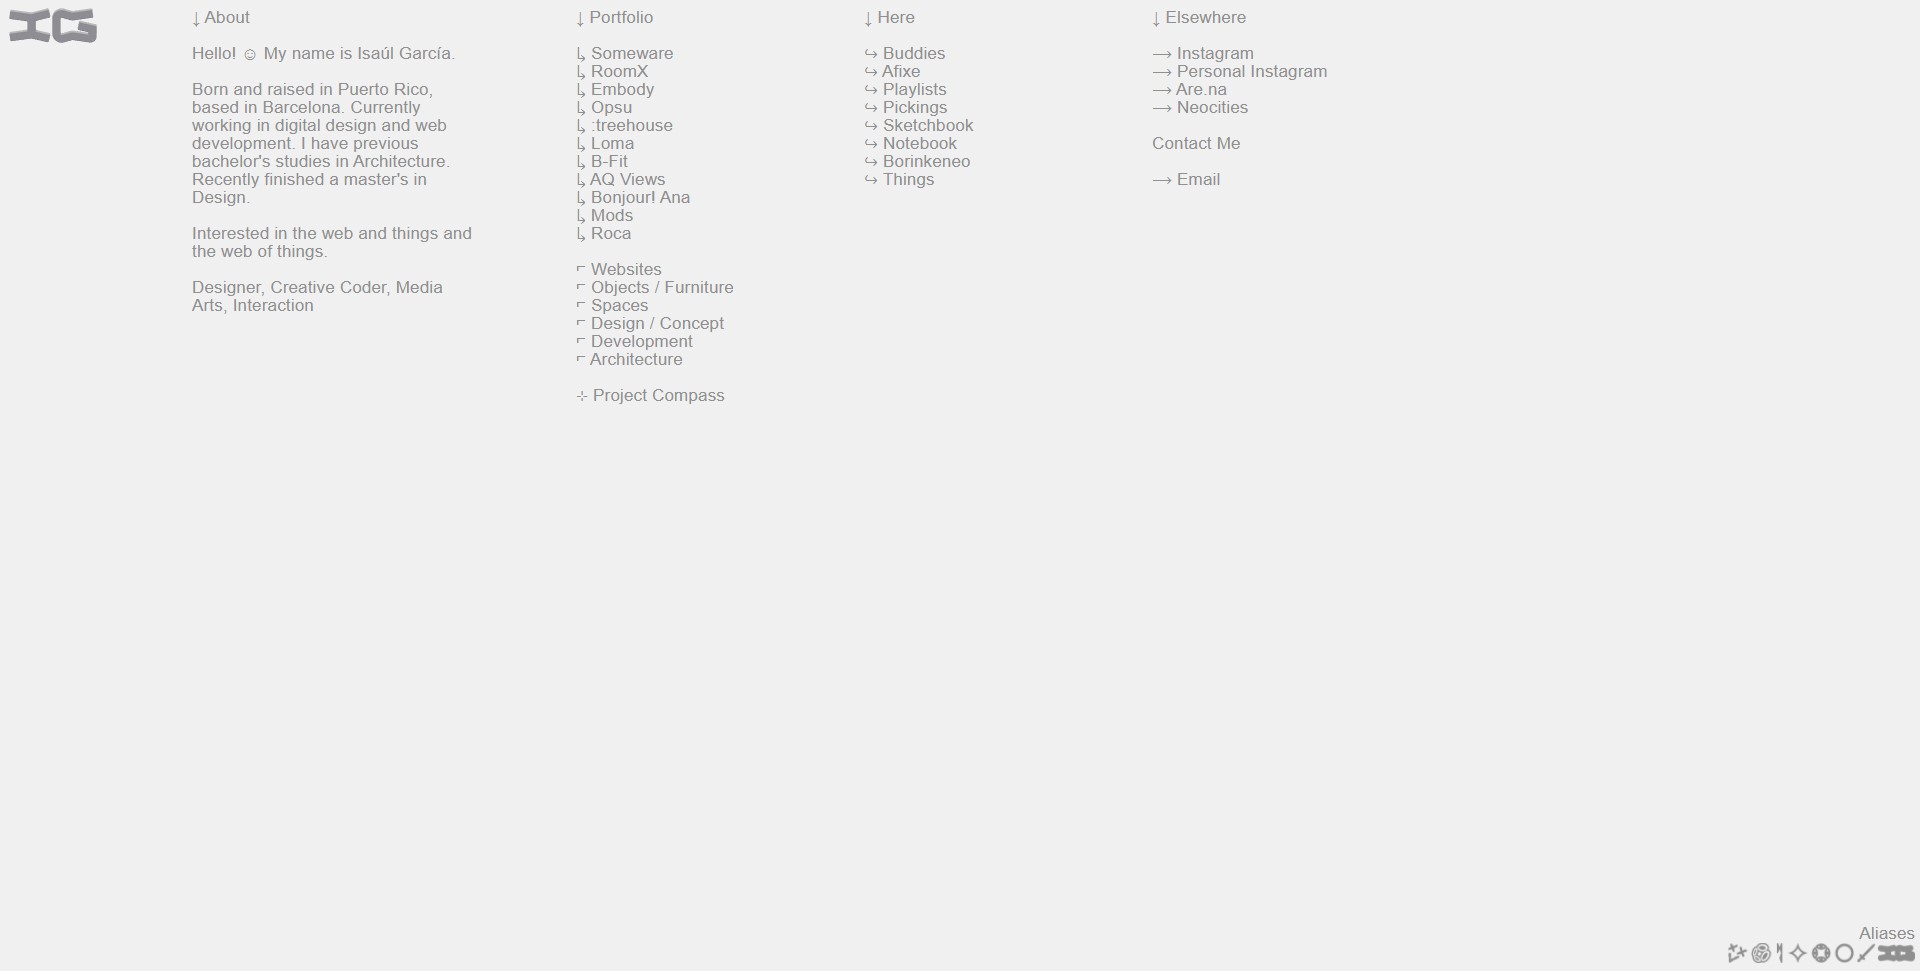 IG
↓ About
Hello! ☺ My name is Isaúl García.
Born and raised in Puerto Rico,
based in Barcelona. Currently
working in digital design and web
development. I have previous
bachelor's studies in Architecture.
Recently finished a master's in
Design.
Interested in the web and things and
the web of things.
Designer, Creative Coder, Media
Arts, Interaction
↓ Portfolio
↳ Someware
↳ RoomX
↳ Embody
↳ Opsu
↳ :treehouse
↳ Loma
↳ B-Fit
↳ AQ Views
↳ Bonjour! Ana
↳ Mods
↳ Roca
⌐ Websites
⌐ Objects / Furniture
⌐ Spaces
⌐ Design / Concept
⌐ Development
⌐ Architecture
⊹ Project Compass
↓ Here
↪ Buddies
↪ Afixe
↪ Playlists
↪ Pickings
↪ Sketchbook
↪ Notebook
↪ Borinkeneo
↪ Things
↓ Elsewhere
⟶ Instagram
⟶ Personal Instagram
⟶ Are.na
⟶ Neocities
Contact Me
⟶ Email
Aliases